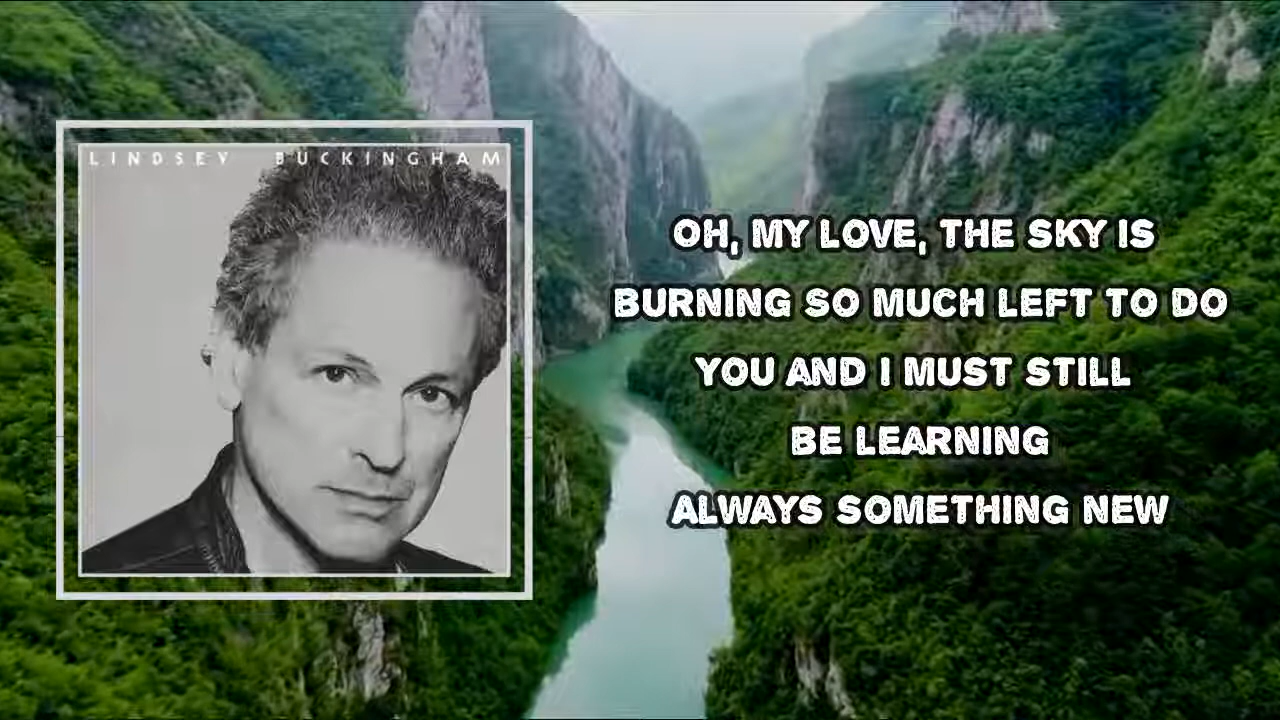 LINDSEY BUCKINGHAM
OH, MY LOVE, THE SKY IS
BURNING SO MUCH LEFT TO DO
YOU AND I MUST STILL
BE LEARNING
ALWAYS SOMETHING NEW